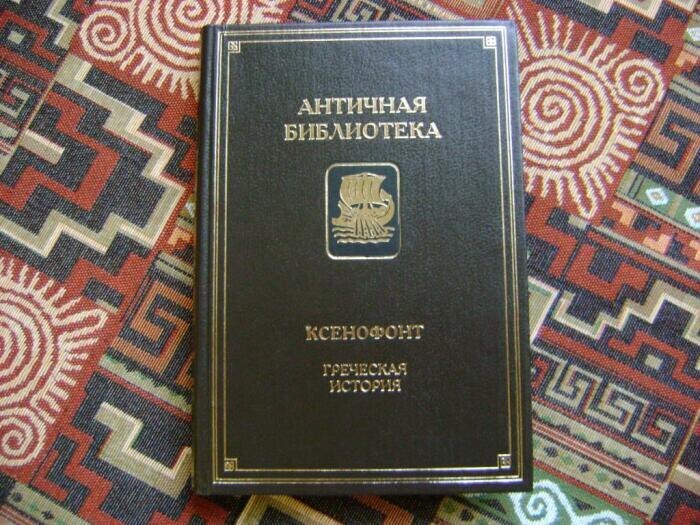 АНТИЧНАЯ
БИБЛИОТЕКА
КСЕНОФОНТ
ГРЕЧЕСКАЯ
ИСТОРИЯ